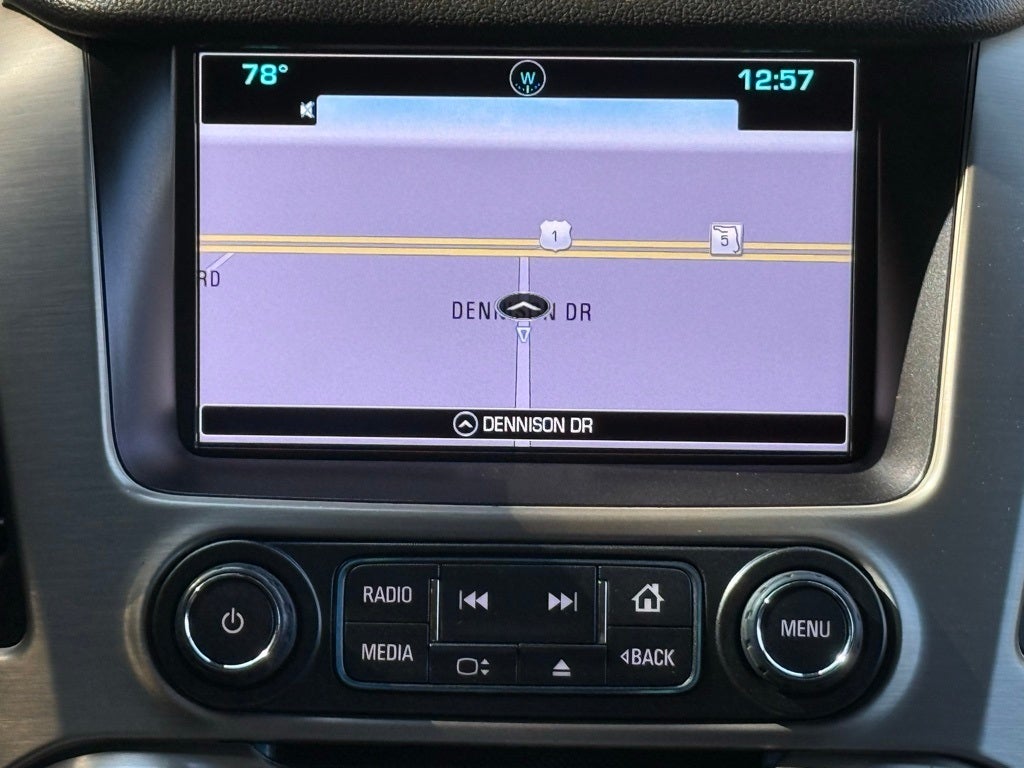 78°
W
12:57
1
5
RD
DENNISON DR
DENNISON DR
RADIO
MEDIA
BACK
MENU